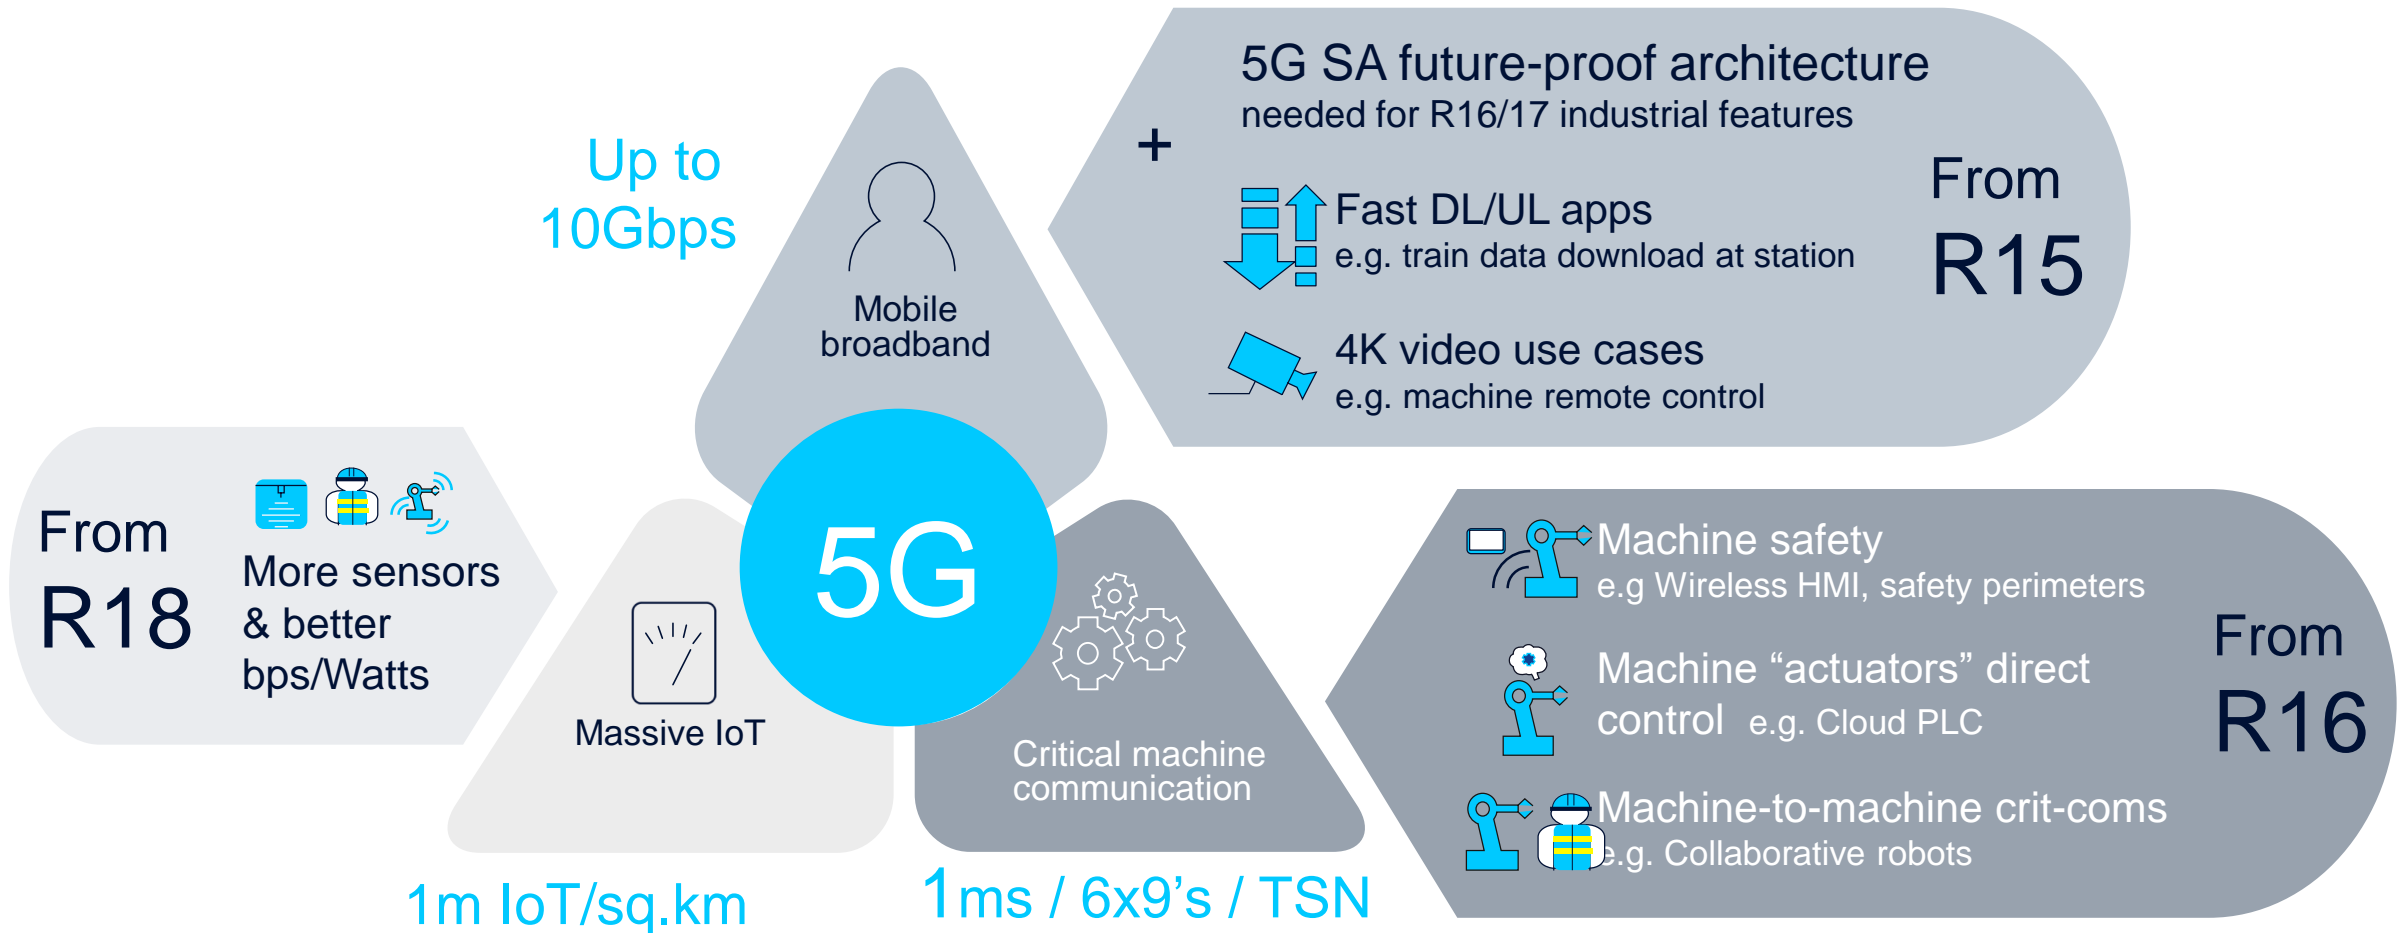 Up to
10Gbps
Mobile
broadband
+
5G SA future-proof architecture
needed for R16/17 industrial features
Fast DL/UL apps
e.g. train data download at station
4K video use cases
e.g. machine remote control
From
R15
From
R18
More sensors
& better
bps/Watts
Massive IoT
1m IoT/sq.km
5G
Critical machine
communication
1ms / 6x9’s / TSN
Machine safety
e.g Wireless HMI, safety perimeters
Machine “actuators” direct
control e.g. Cloud PLC
Machine-to-machine crit-coms
e.g. Collaborative robots
From
R16